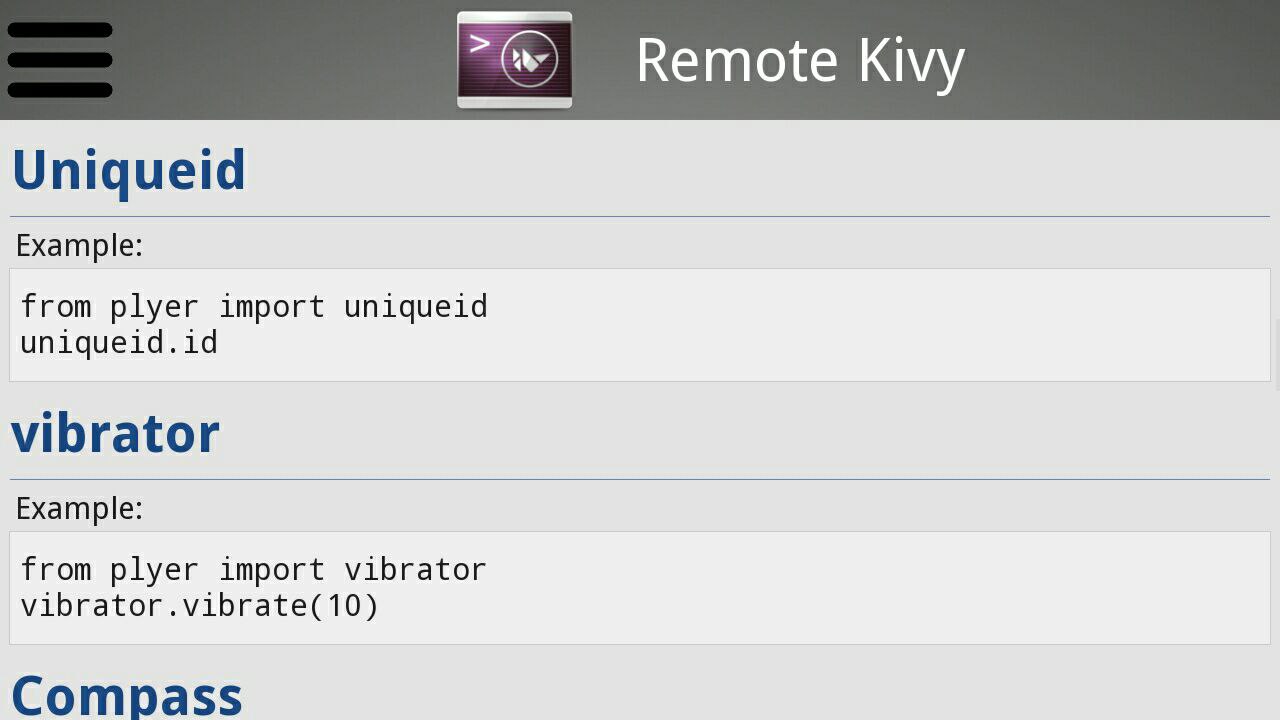 Remote Kivy
Uniqueid
Example:
from plyer import uniqueid
uniqueid.id
vibrator
Example:
from plyer import vibrator
vibrator.vibrate(10)
Compass